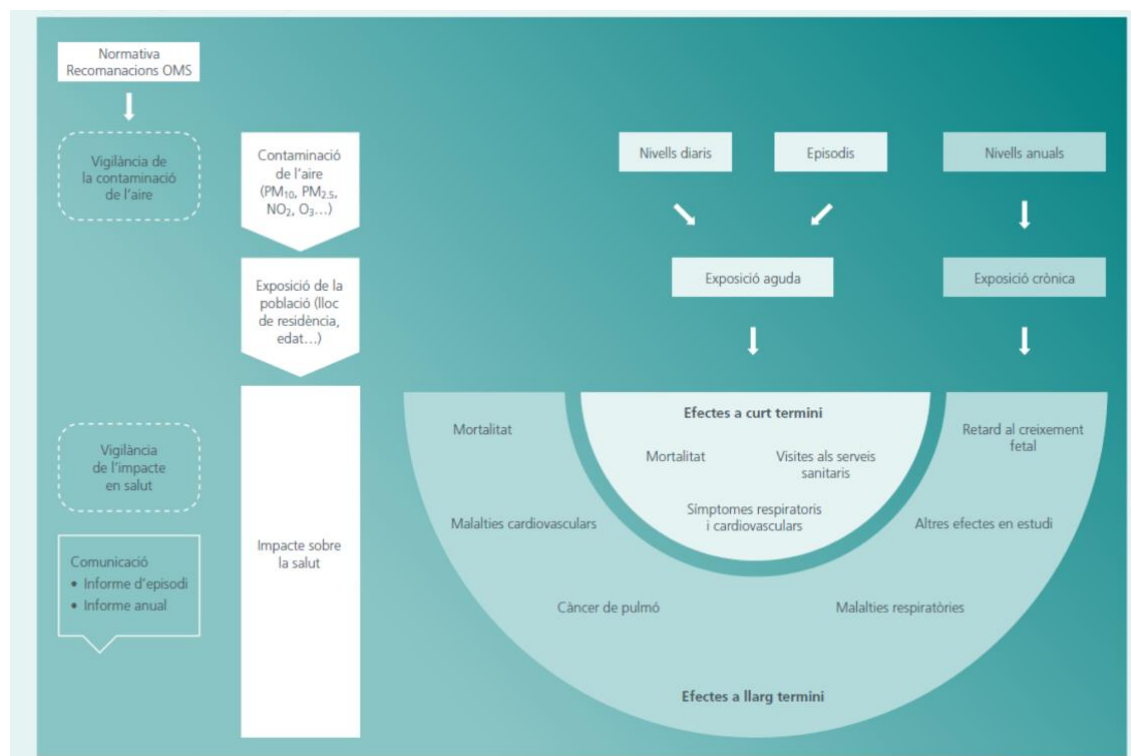 Normativa
Recomanacions OMS
Vigilància de
la contaminació
de l'aire
Contaminació
de l'aire
(PM₁₀, PM₂.₅,
NO₂, O₃...)
Nivells diaris
Episodis
Nivells anuals
Exposició de la
població (lloc
de residència,
edat...)
Exposició aguda
Exposició crònica
Vigilància
de l'impacte
en salut
Comunicació
• Informe d'episodi
• Informe anual
Impacte sobre
la salut
Efectes a curt termini
Mortalitat
Visites als serveis
sanitaris
Símptomes respiratoris
i cardiovasculars
Mortalitat
Retard al creixement
fetal
Malalties cardiovasculars
Altres efectes en estudi
Càncer de pulmó
Malalties respiratòries
Efectes a llarg termini